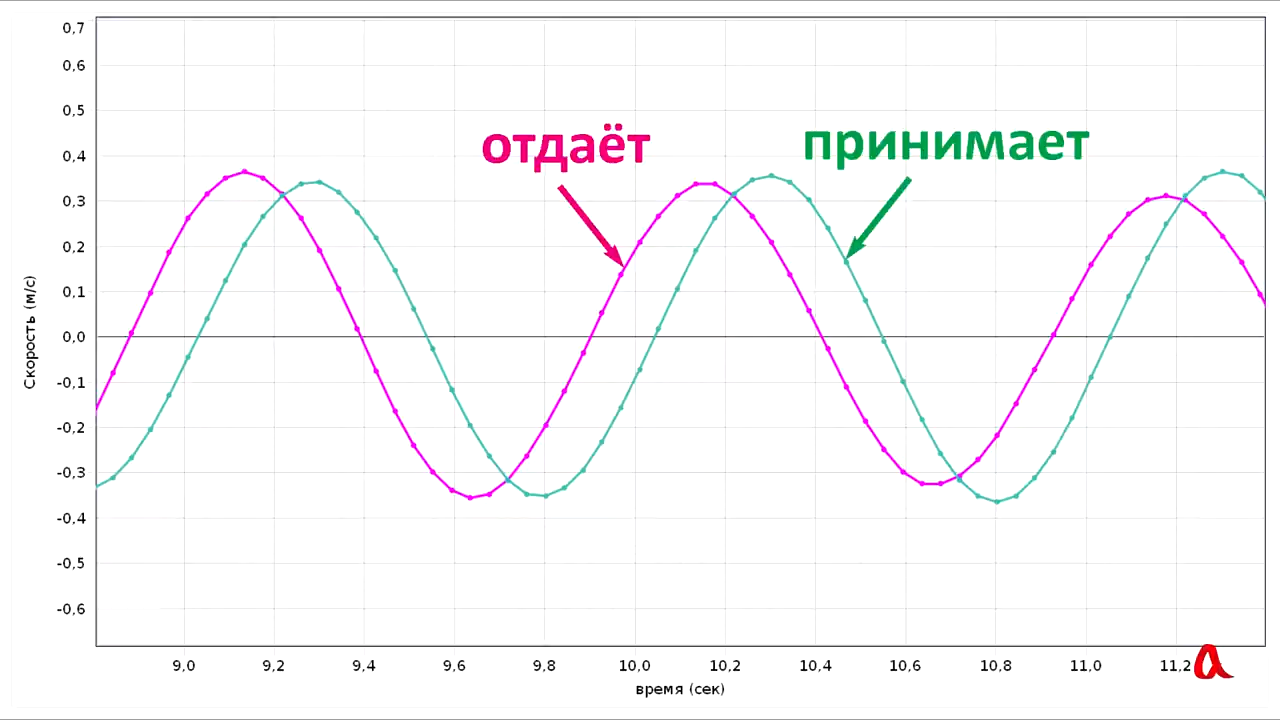 отдаёт
принимает
0,7
0,6
0,5
0,4
0,3
0,2
0,1
0,0
-0,1
-0,2
-0,3
-0,4
-0,5
-0,6
Скорость (м/с)
9,0 9,2 9,4 9,6 9,8 10,0 10,2 10,4 10,6 10,8 11,0 11,2
время (сек)
a